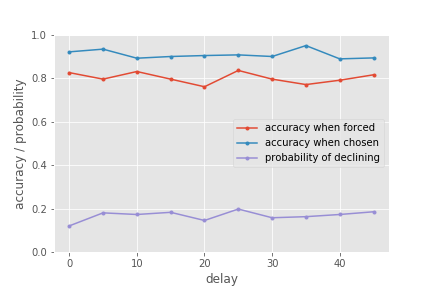 1.0
0.8
0.6
0.4
0.2
0.0
accuracy / probability
accuracy when forced
accuracy when chosen
probability of declining
0 10 20 30 40
delay